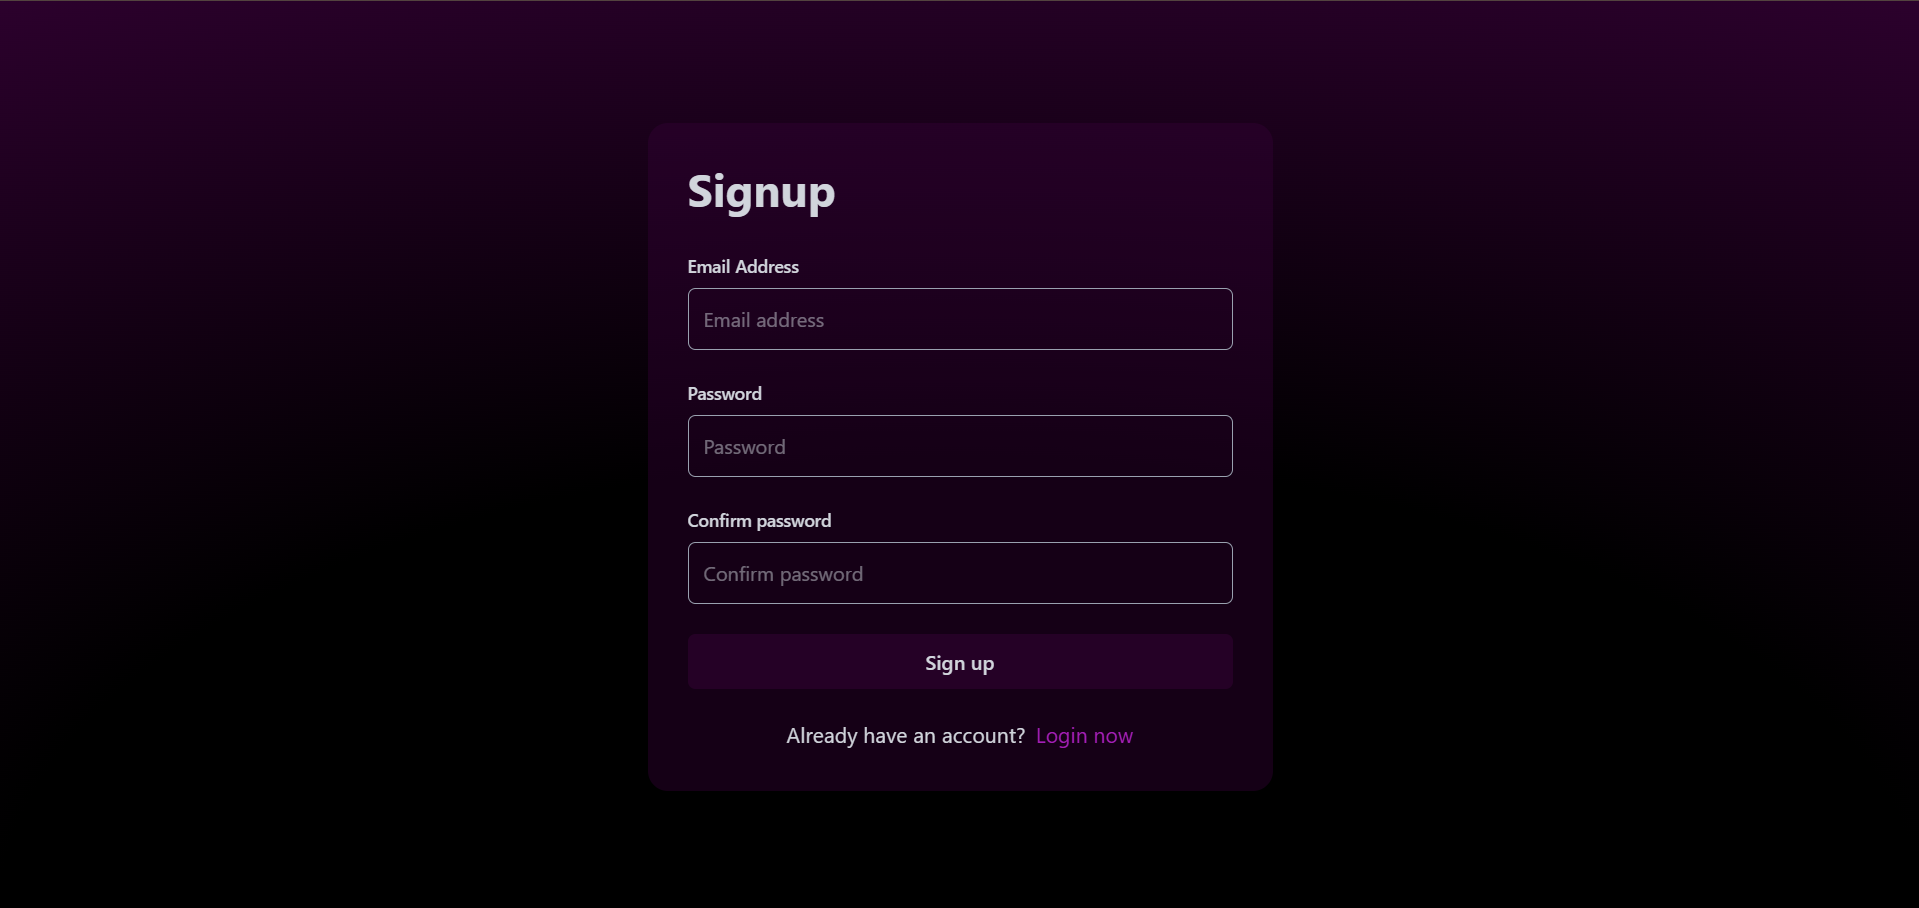 Signup
Email Address
Email address
Password
Password
Confirm password
Confirm password
Sign up
Already have an account? Login now